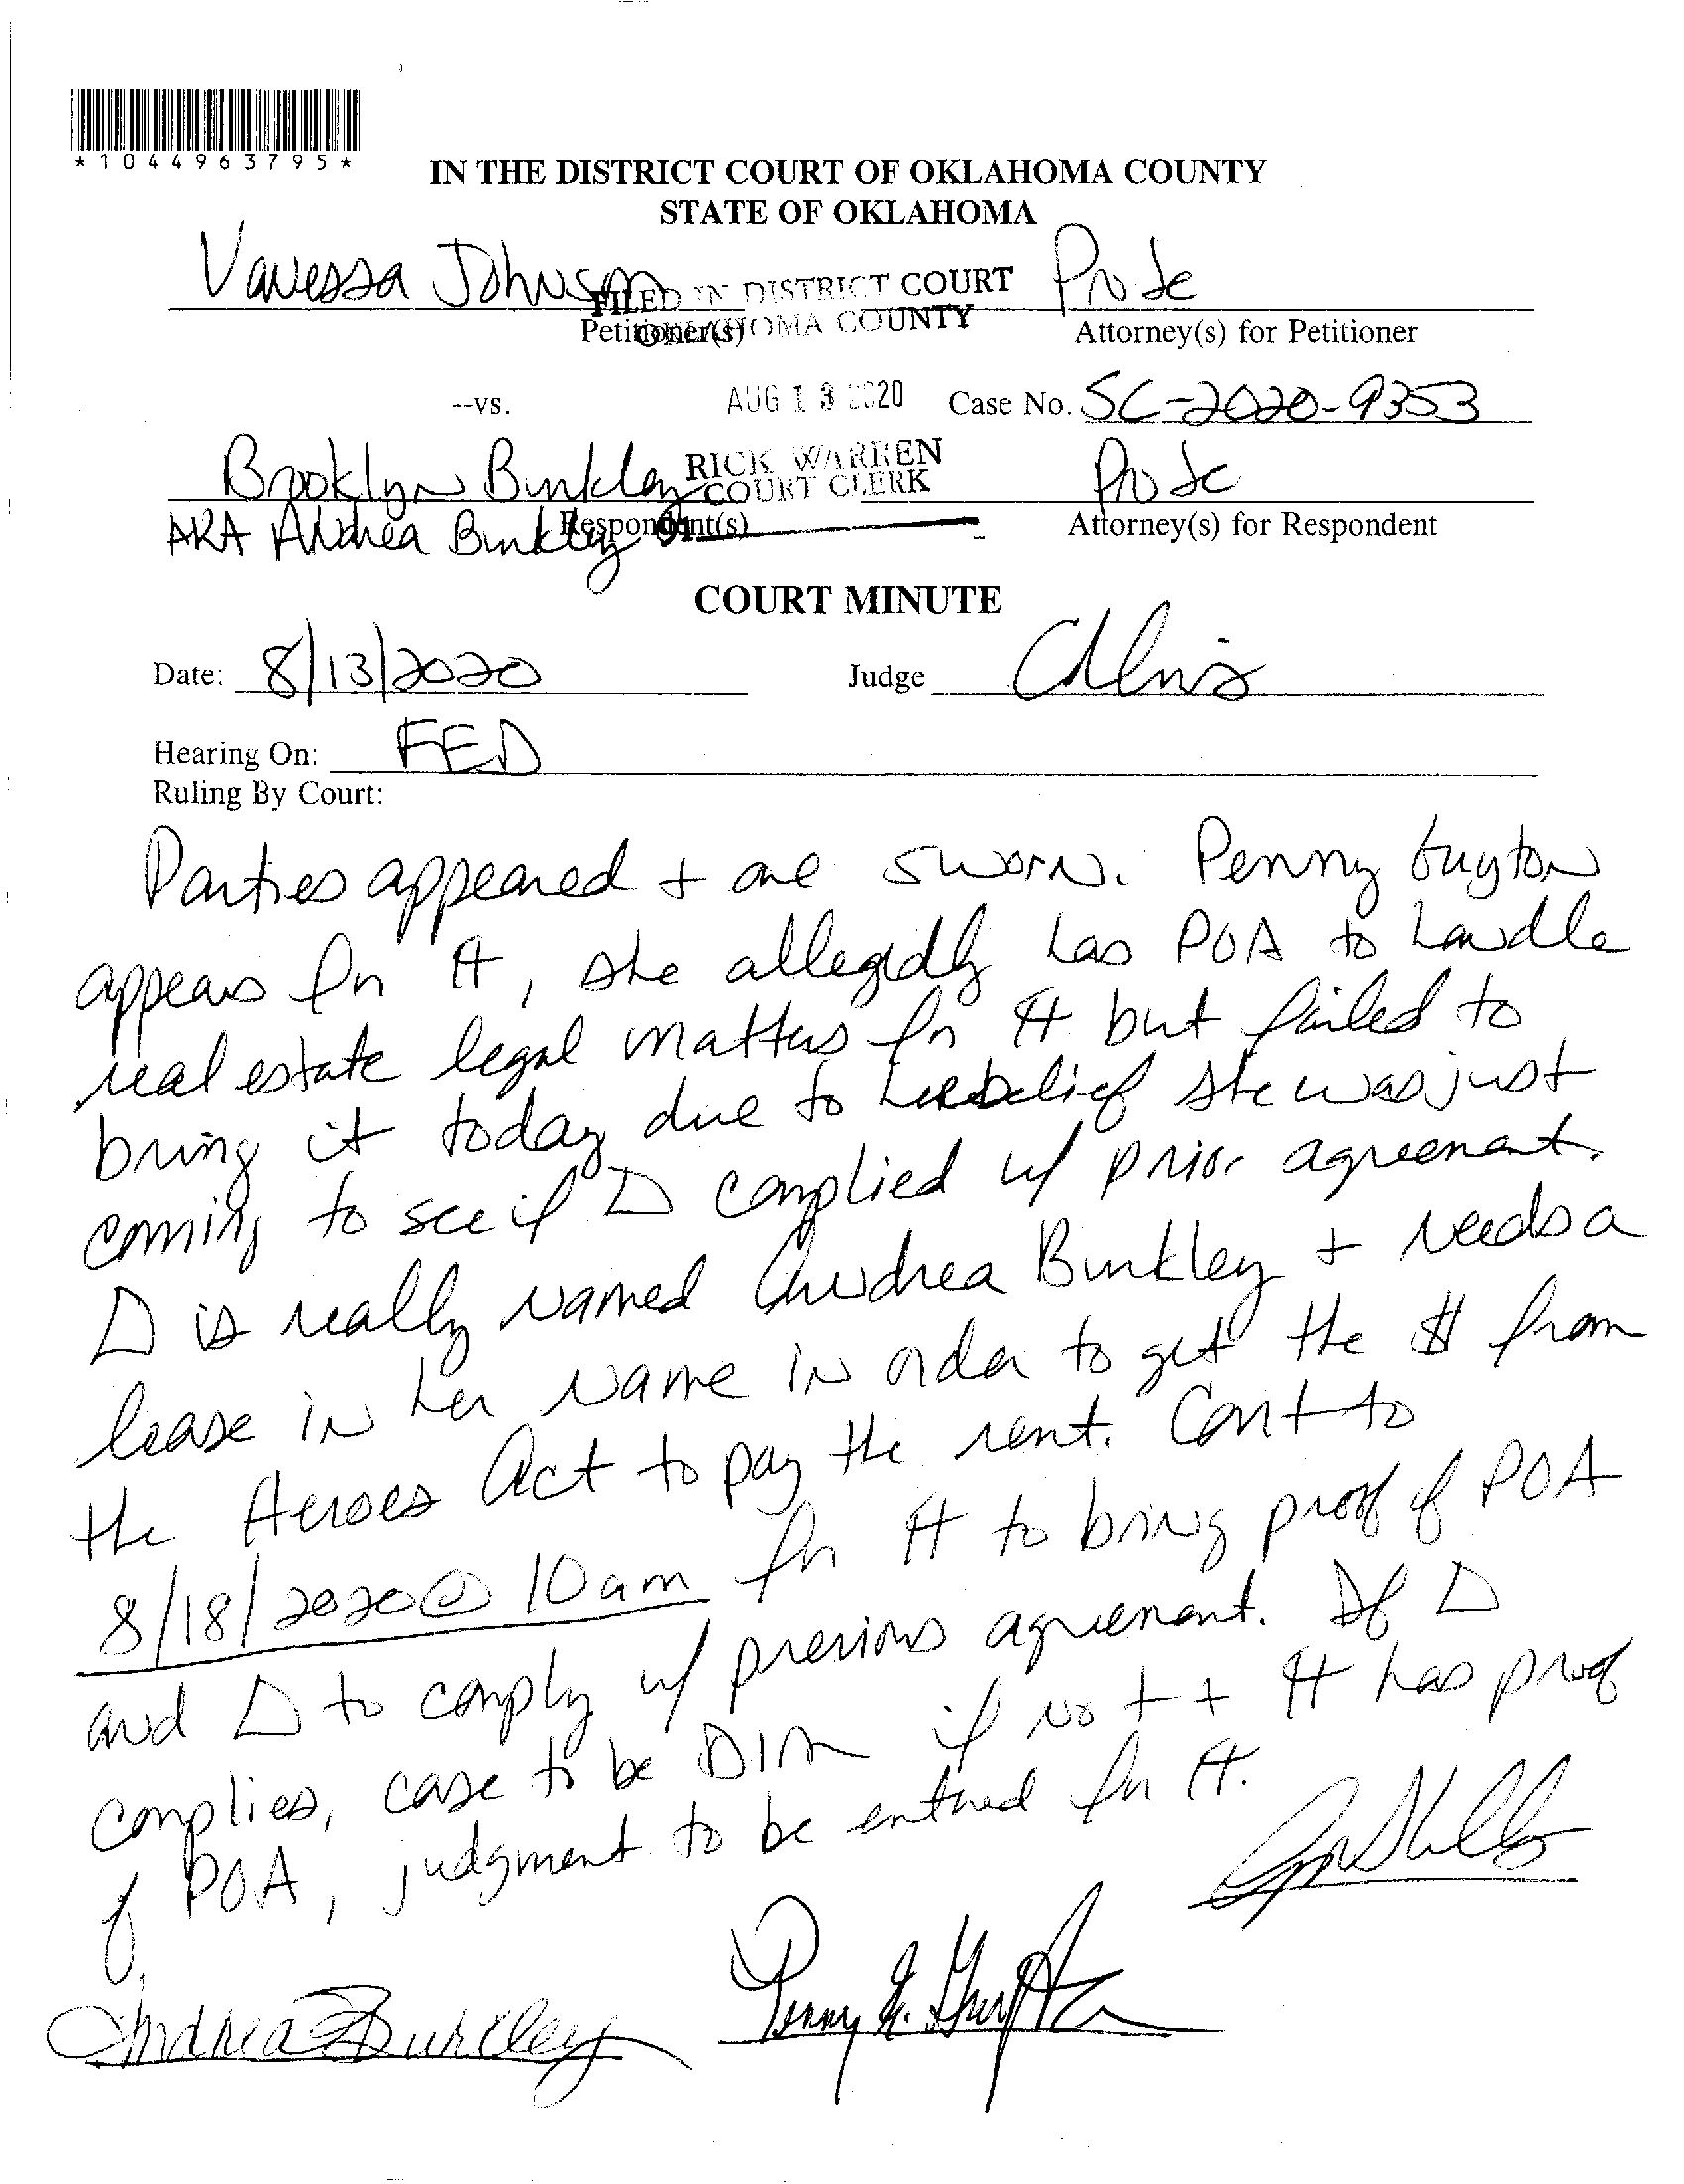 *1044963795*
IN THE DISTRICT COURT OF OKLAHOMA COUNTY
STATE OF OKLAHOMA
Vanessa Johnson Pro Se
FILED IN DISTRICT COURT
OKLAHOMA COUNTY
Petitioner(s) Attorney(s) for Petitioner
--vs. AUG 13 2020 Case No. SC-2020-9353
Brooklyn Binkley RICK WARREN Pro Se
COURT CLERK
AKA Andrea Binkley Respondent(s) Attorney(s) for Respondent
COURT MINUTE
Date: 8/13/2020 Judge
Hearing On: FED
Ruling By Court:
Parties appeared + are sworn. Penny Guyton
appears for π, she allegedly has POA to handle
real estate legal matters for π but failed to
bring it today due to her belief she was just
coming to see if Δ complied w/ prior agreement.
Δ is really named Andrea Binkley + needs a
lease in her name in order to get the $ from
the Heroes Act to pay the rent. Cont to
8/18/2020 @ 10am for π to bring proof of POA
and Δ to comply w/ previous agreement. If Δ
complies, case to be DIM if not + π has proof
of POA, judgment to be entered for π.
Andrea Binkley Penny G. Guyton